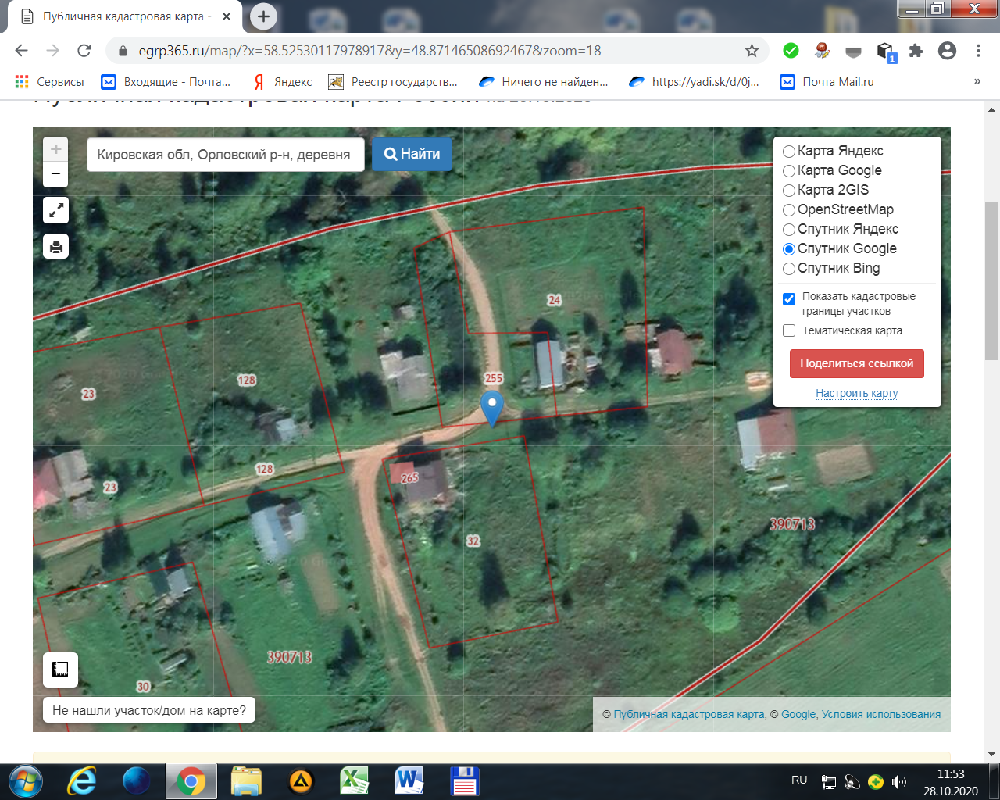 Публичная кадастровая карта -
egrp365.ru/map/?x=58.52530117978917&y=48.87146508692467&zoom=18
1
Сервисы
Входящие - Почта...
Яндекс
Реестр государств...
Ничего не найден...
https://yadi.sk/d/0j...
Почта Mail.ru
»
Кировская обл, Орловский р-н, деревня
Найти
+
−
Карта Яндекс
Карта Google
Карта 2GIS
OpenStreetMap
Спутник Яндекс
Спутник Google
Спутник Bing
Показать кадастровые
границы участков
Тематическая карта
Поделиться ссылкой
Настроить карту
24
255
128
23
128
23
265
32
390713
390713
30
Не нашли участок/дом на карте?
© Публичная кадастровая карта, © Google, Условия использования
RU
11:53
28.10.2020